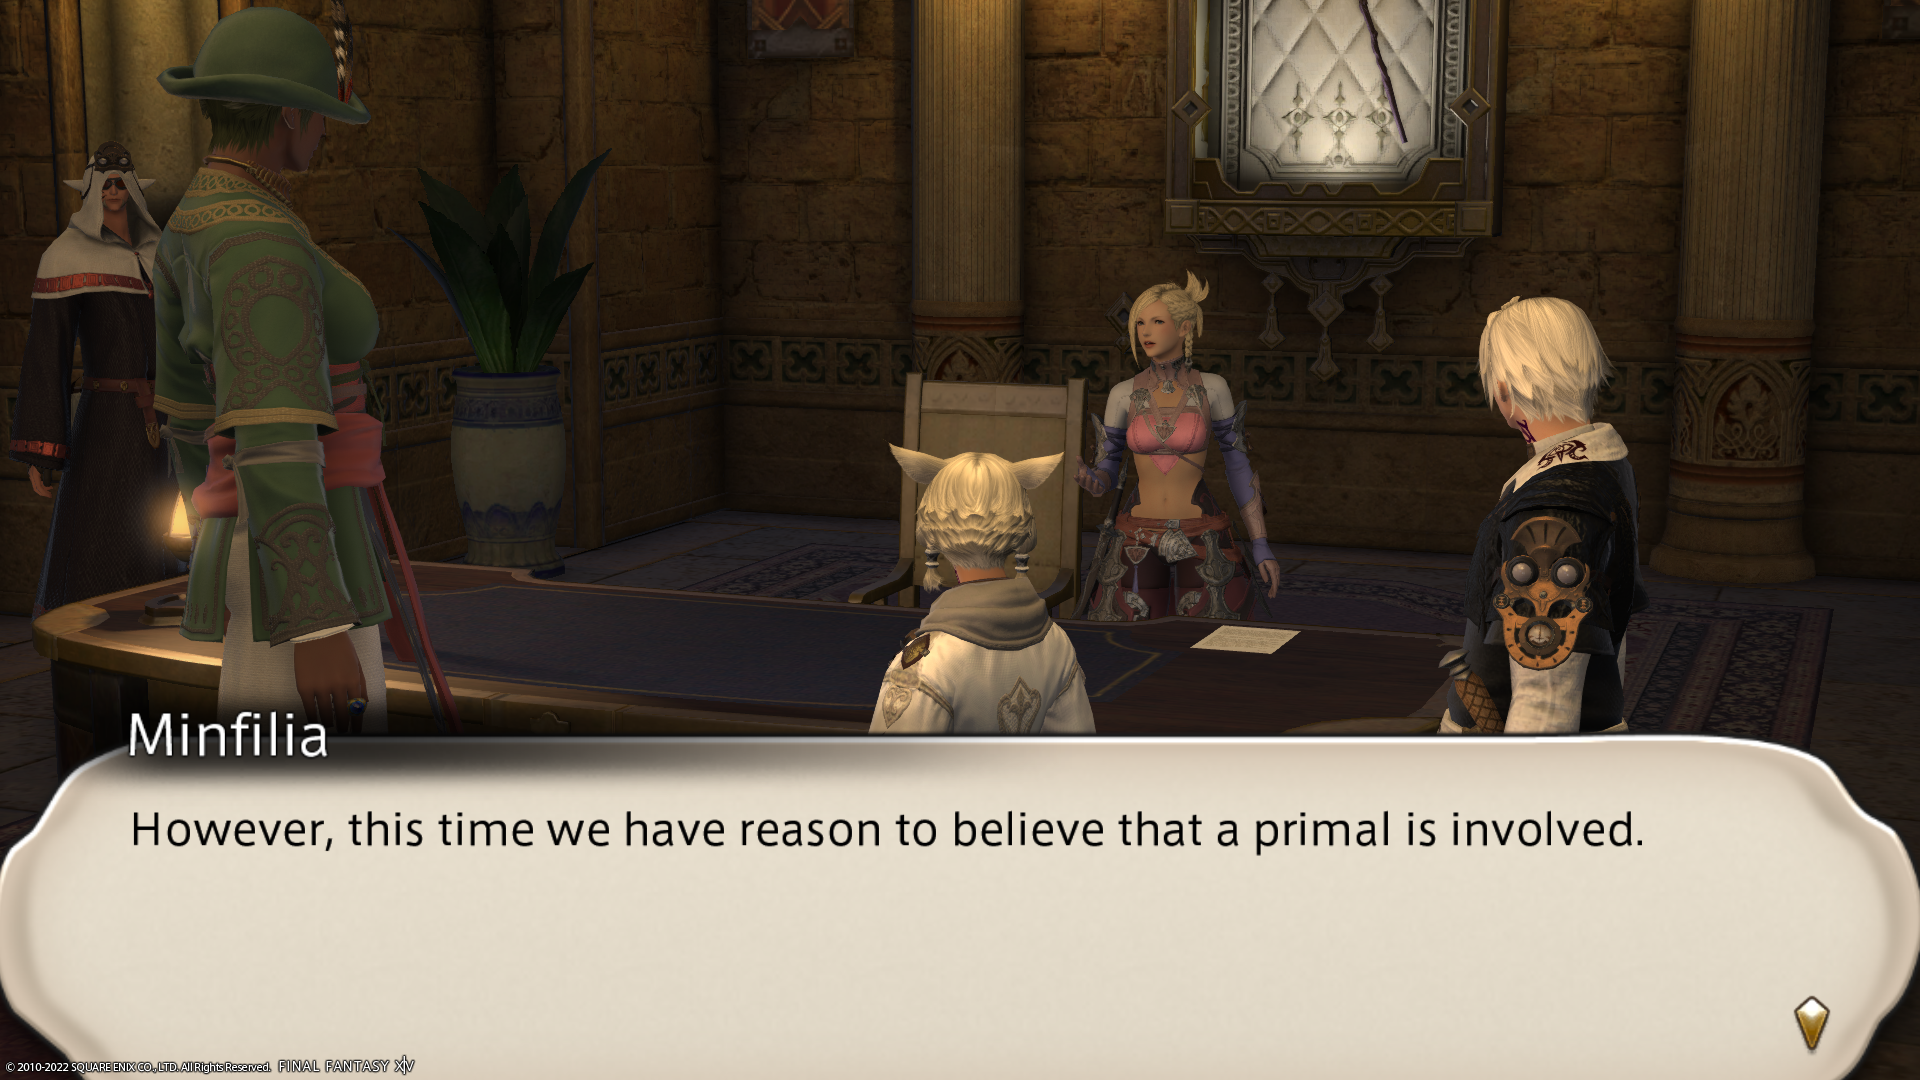 Minfilia
However, this time we have reason to believe that a primal is involved.
© 2010-2022 SQUARE ENIX CO., LTD. All Rights Reserved. FINAL FANTASY XIV